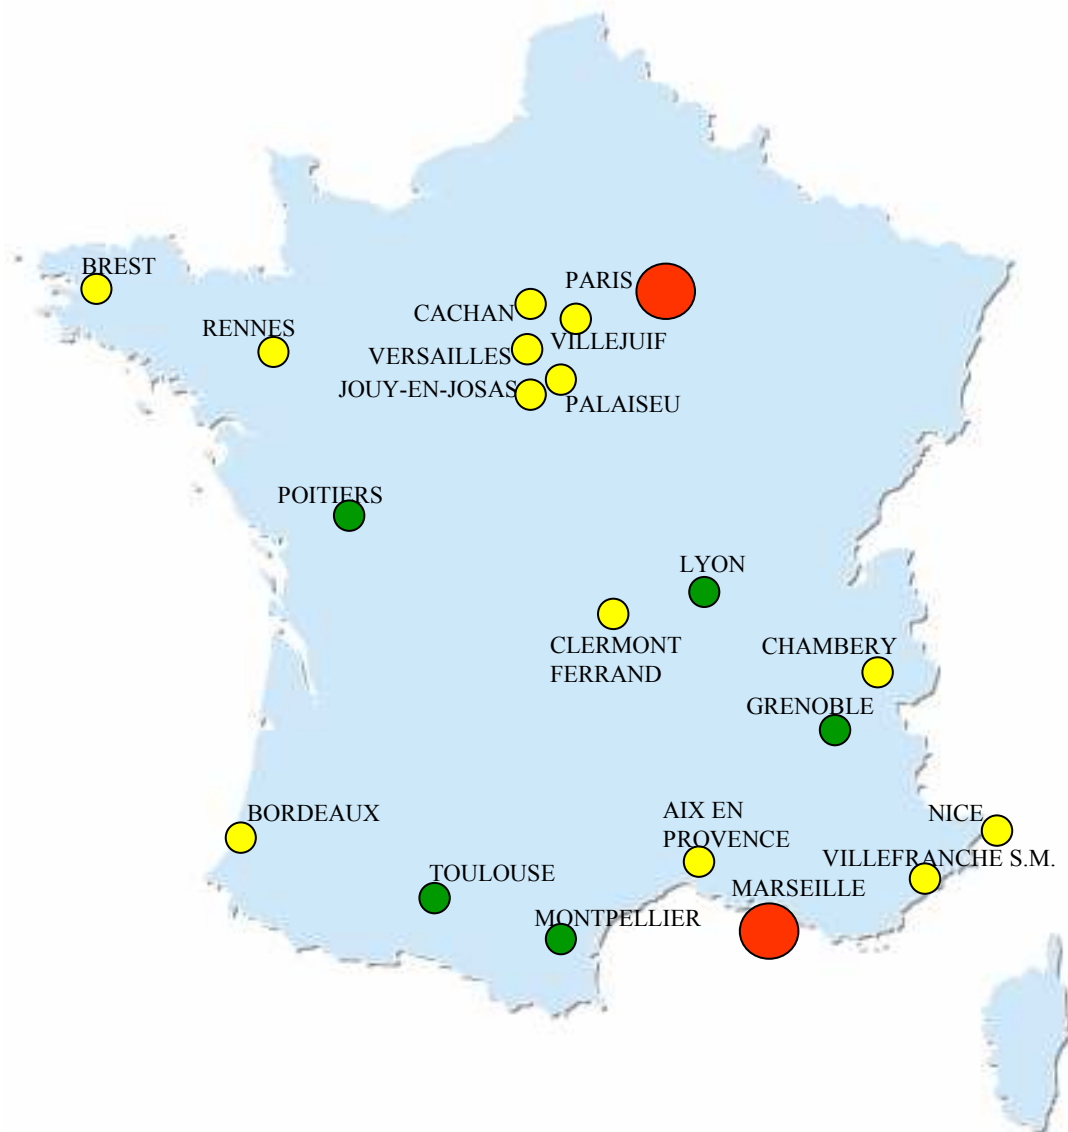 BREST
PARIS
CACHAN
RENNES
VILLEJUIF
VERSAILLES
JOUY-EN-JOSAS
PALAISEU
POITIERS
LYON
CLERMONT
FERRAND
CHAMBERY
GRENOBLE
BORDEAUX
AIX EN
PROVENCE
NICE
VILLEFRANCHE S.M.
TOULOUSE
MARSEILLE
MONTPELLIER